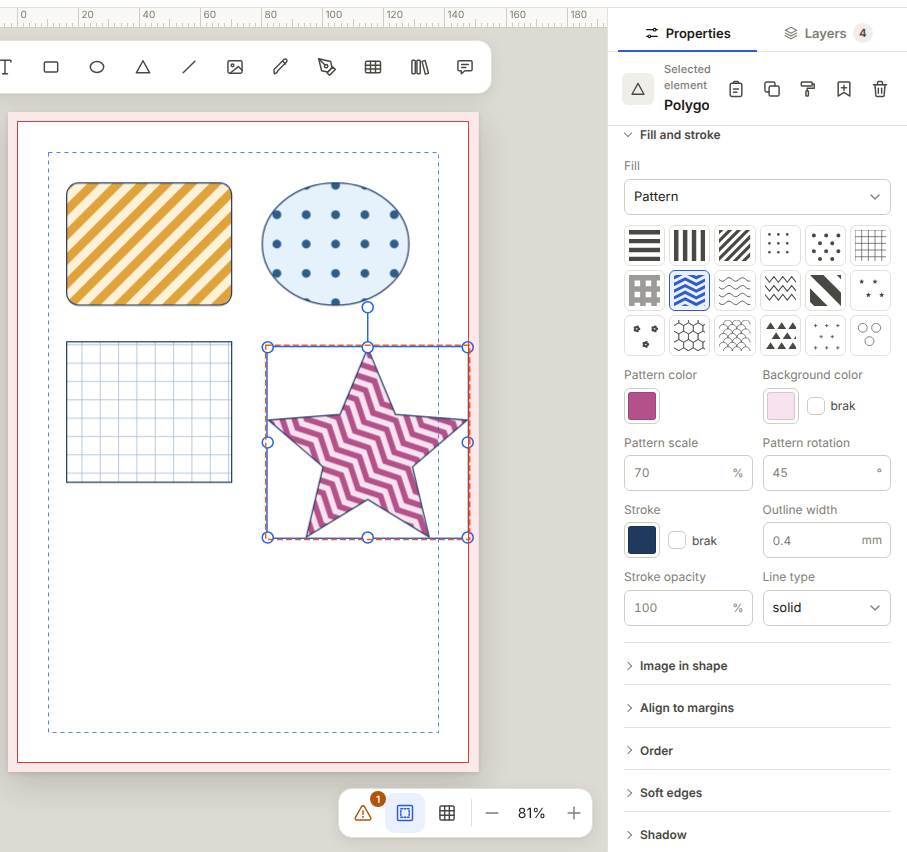 0 20 40 60 80 100 120 140 160 180
Properties
Layers 4
Selected
element
Polygo
Fill and stroke
Fill
Pattern
Pattern color
Background color
brak
Pattern scale
Pattern rotation
70 %
45 °
Stroke
Outline width
brak
0.4 mm
Stroke opacity
Line type
100 %
solid
Image in shape
Align to margins
Order
Soft edges
Shadow
1
81%